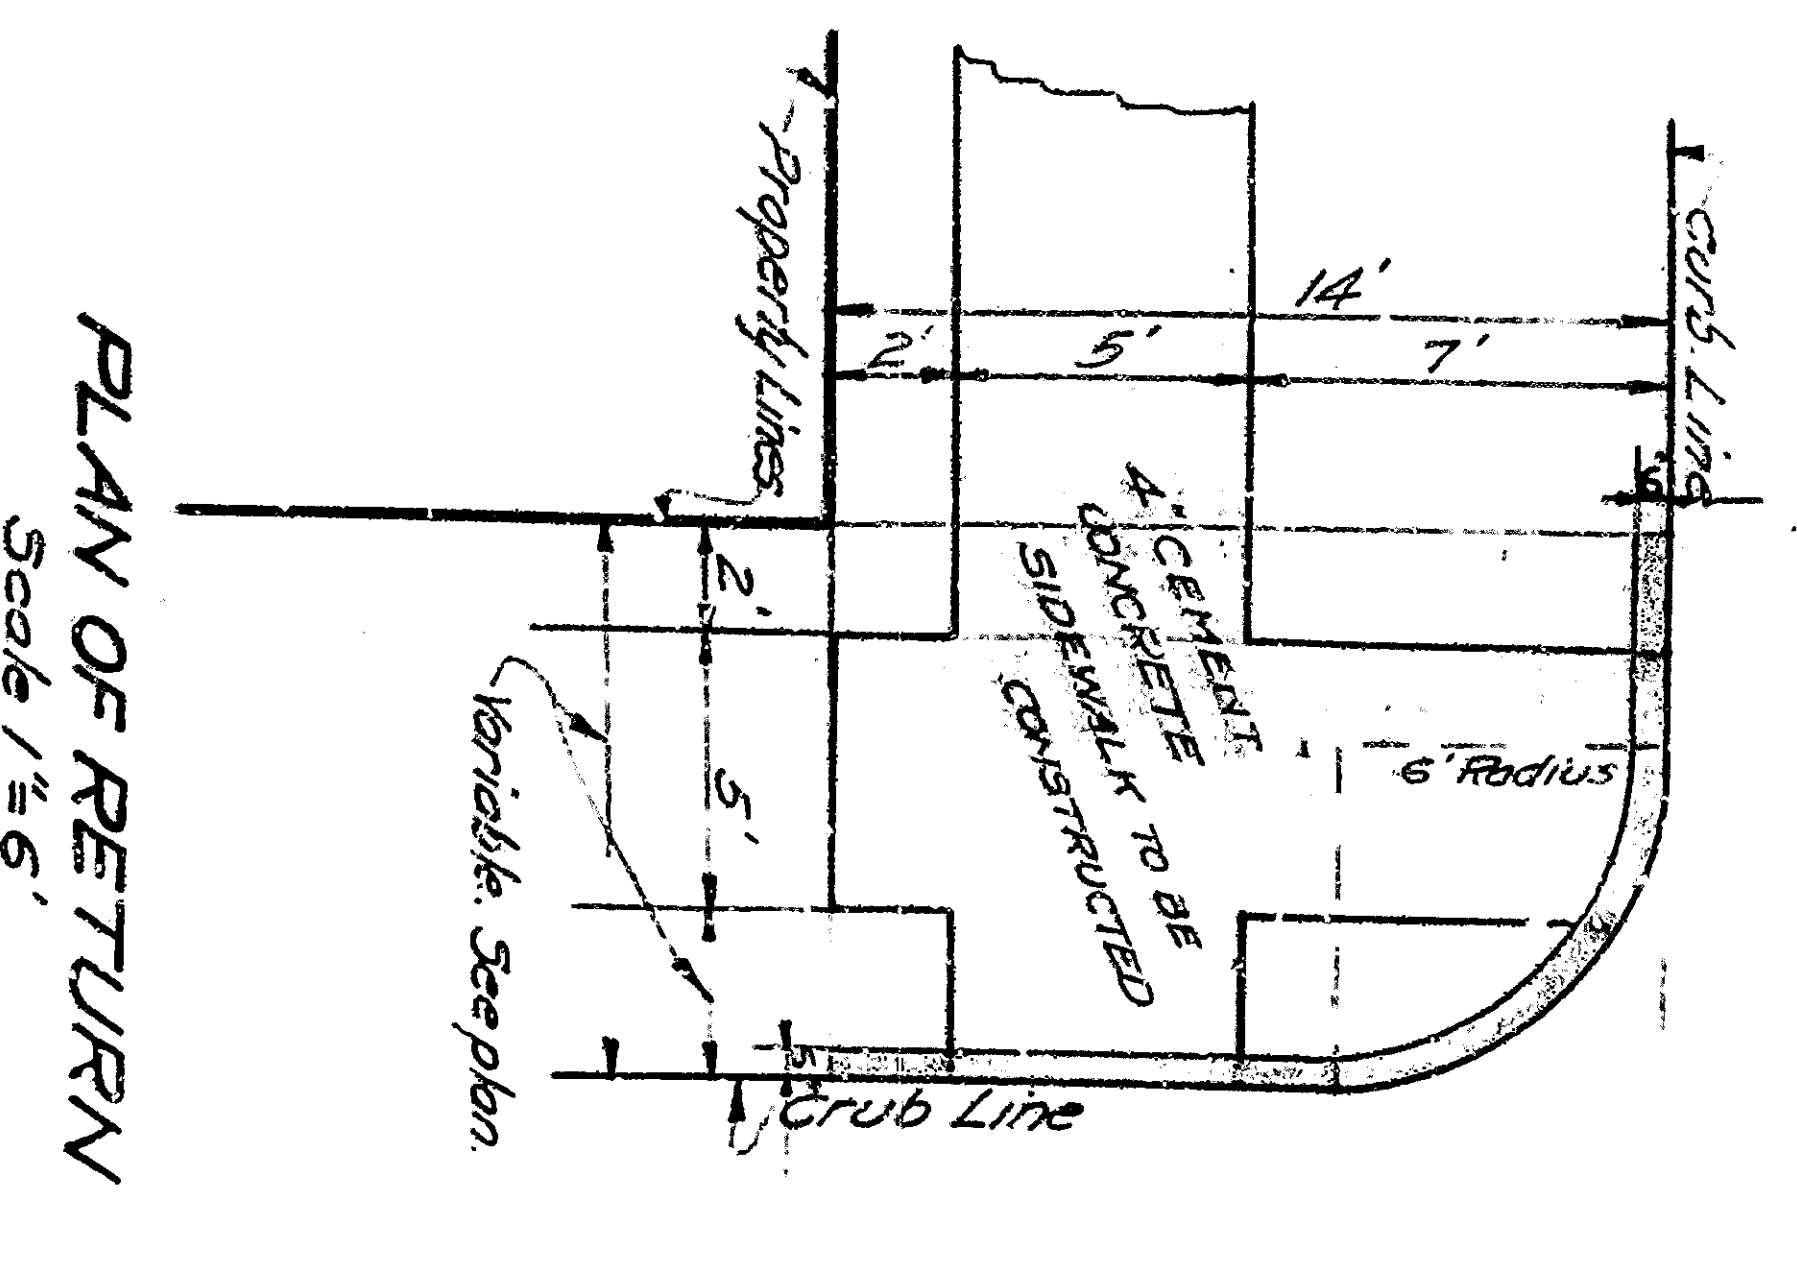 Property Lines
Curb Line
14'
2'
5'
7'
6"
4" CEMENT
CONCRETE
SIDEWALK TO BE
CONSTRUCTED
2'
5'
6' Radius
Variable. See plan.
Crub Line
PLAN OF RETURN
Scale 1"=6'